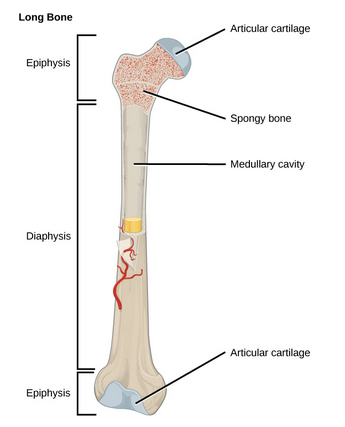 Long Bone
Articular cartilage
Epiphysis
Spongy bone
Medullary cavity
Diaphysis
Articular cartilage
Epiphysis